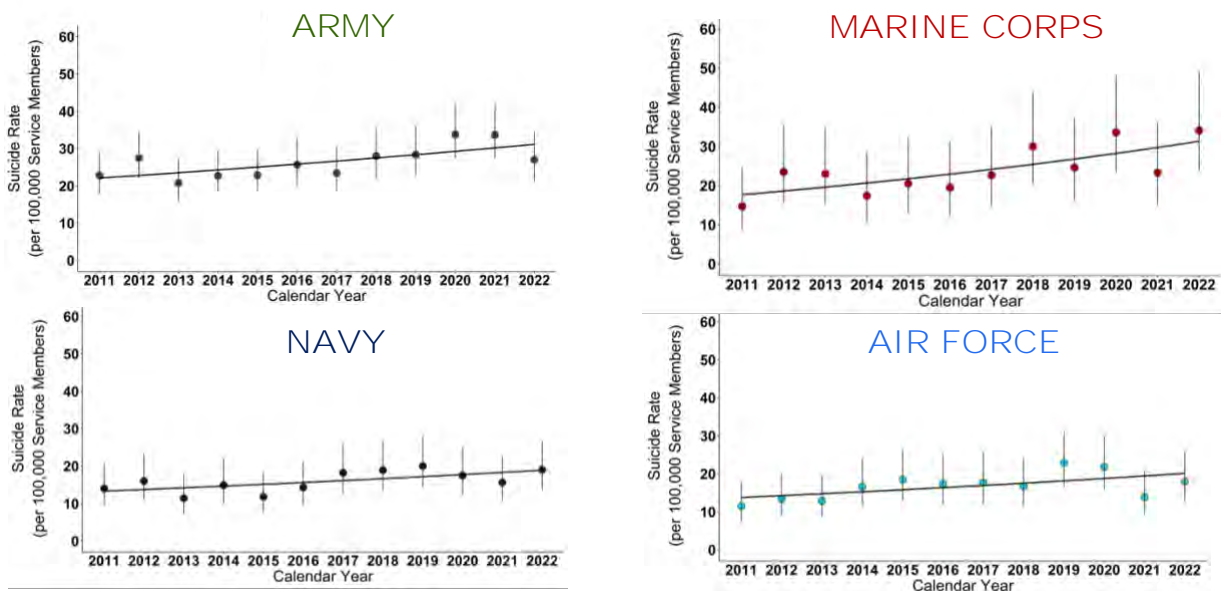 ARMY
Suicide Rate
(per 100,000 Service Members)
60
50
40
30
20
10
0
2011 2012 2013 2014 2015 2016 2017 2018 2019 2020 2021 2022
Calendar Year
MARINE CORPS
Suicide Rate
(per 100,000 Service Members)
60
50
40
30
20
10
0
2011 2012 2013 2014 2015 2016 2017 2018 2019 2020 2021 2022
Calendar Year
NAVY
Suicide Rate
(per 100,000 Service Members)
60
50
40
30
20
10
0
2011 2012 2013 2014 2015 2016 2017 2018 2019 2020 2021 2022
Calendar Year
AIR FORCE
Suicide Rate
(per 100,000 Service Members)
60
50
40
30
20
10
0
2011 2012 2013 2014 2015 2016 2017 2018 2019 2020 2021 2022
Calendar Year